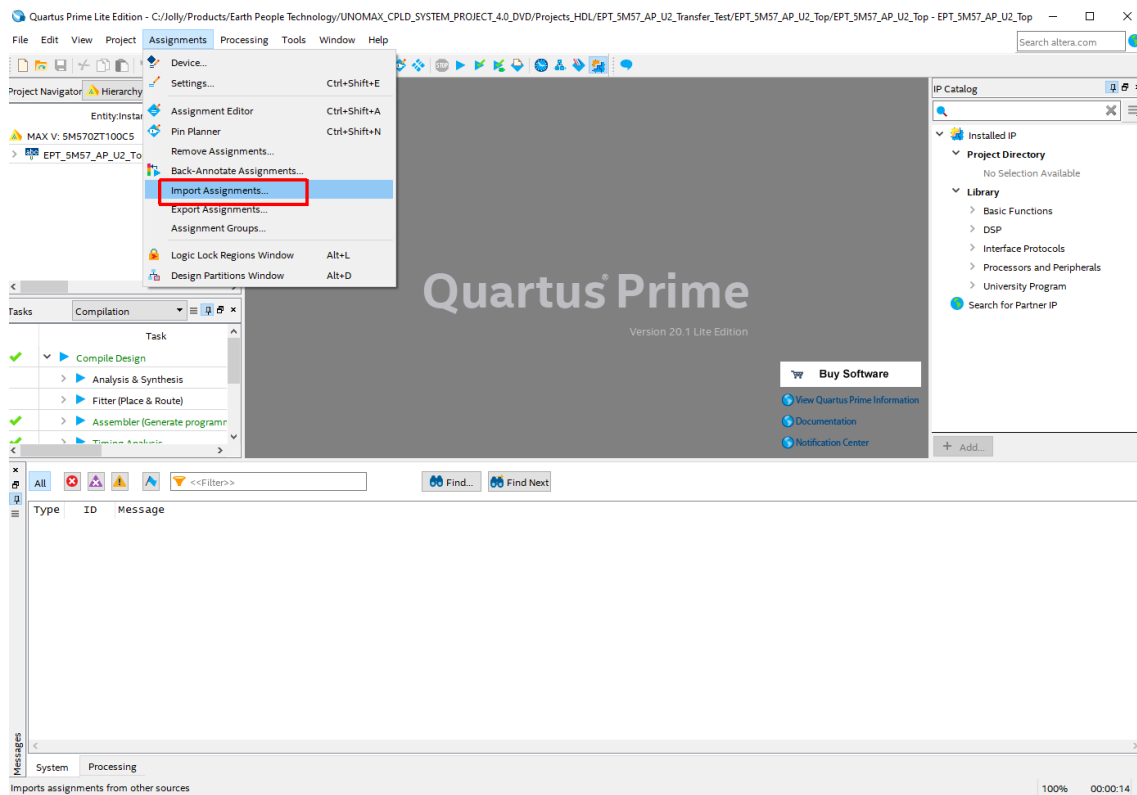 Quartus Prime Lite Edition - C:/Jolly/Products/Earth People Technology/UNOMAX_CPLD_SYSTEM_PROJECT_4.0_DVD/Projects_HDL/EPT_5M57_AP_U2_Transfer_Test/EPT_5M57_AP_U2_Top/EPT_5M57_AP_U2_Top - EPT_5M57_AP_U2_Top
File Edit View Project Assignments Processing Tools Window Help
Search altera.com
Device...
Settings... Ctrl+Shift+E
Assignment Editor Ctrl+Shift+A
Pin Planner Ctrl+Shift+N
Remove Assignments...
Back-Annotate Assignments...
Import Assignments...
Export Assignments...
Assignment Groups...
Logic Lock Regions Window Alt+L
Design Partitions Window Alt+D
Project Navigator Hierarchy
Entity:Instan
MAX V: 5M570ZT100C5
EPT_5M57_AP_U2_To
STOP
Tasks Compilation
Task
Compile Design
Analysis & Synthesis
Fitter (Place & Route)
Assembler (Generate programm
Timing Analysis
Quartus Prime
Version 20.1 Lite Edition
Buy Software
View Quartus Prime Information
Documentation
Notification Center
IP Catalog
Installed IP
Project Directory
No Selection Available
Library
Basic Functions
DSP
Interface Protocols
Processors and Peripherals
University Program
Search for Partner IP
+ Add...
All <<Filter>> Find... Find Next
Type ID Message
Messages
System Processing
Imports assignments from other sources 100% 00:00:14